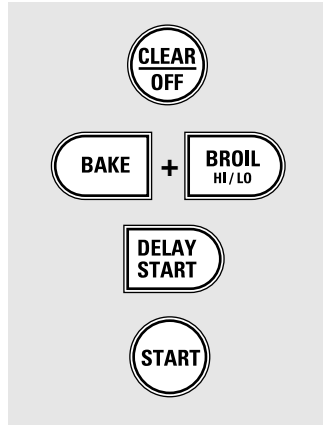 CLEAR
OFF
BAKE + BROIL
HI / LO
DELAY
START
START